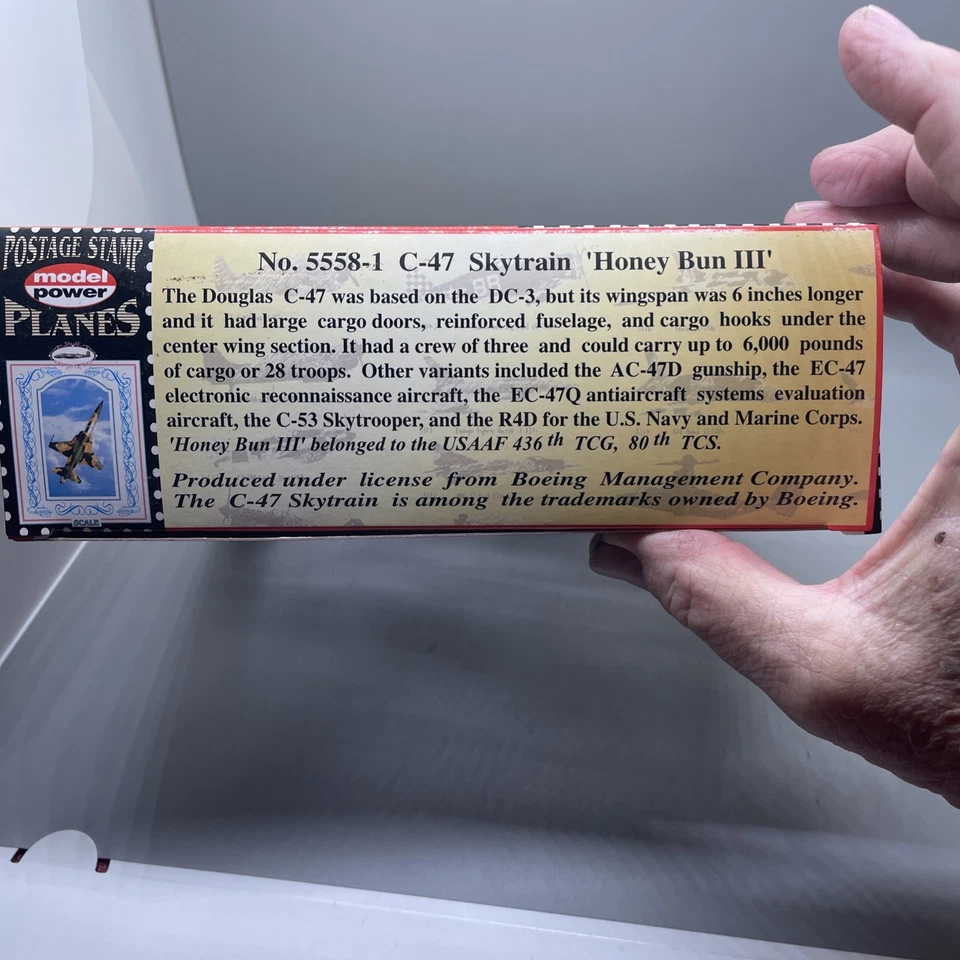 POSTAGE STAMP
model
power
PLANES
SCALE
No. 5558-1 C-47 Skytrain 'Honey Bun III'
The Douglas C-47 was based on the DC-3, but its wingspan was 6 inches longer
and it had large cargo doors, reinforced fuselage, and cargo hooks under the
center wing section. It had a crew of three and could carry up to 6,000 pounds
of cargo or 28 troops. Other variants included the AC-47D gunship, the EC-47
electronic reconnaissance aircraft, the EC-47Q antiaircraft systems evaluation
aircraft, the C-53 Skytrooper, and the R4D for the U.S. Navy and Marine Corps.
'Honey Bun III' belonged to the USAAF 436th TCG, 80th TCS.
Produced under license from Boeing Management Company.
The C-47 Skytrain is among the trademarks owned by Boeing.